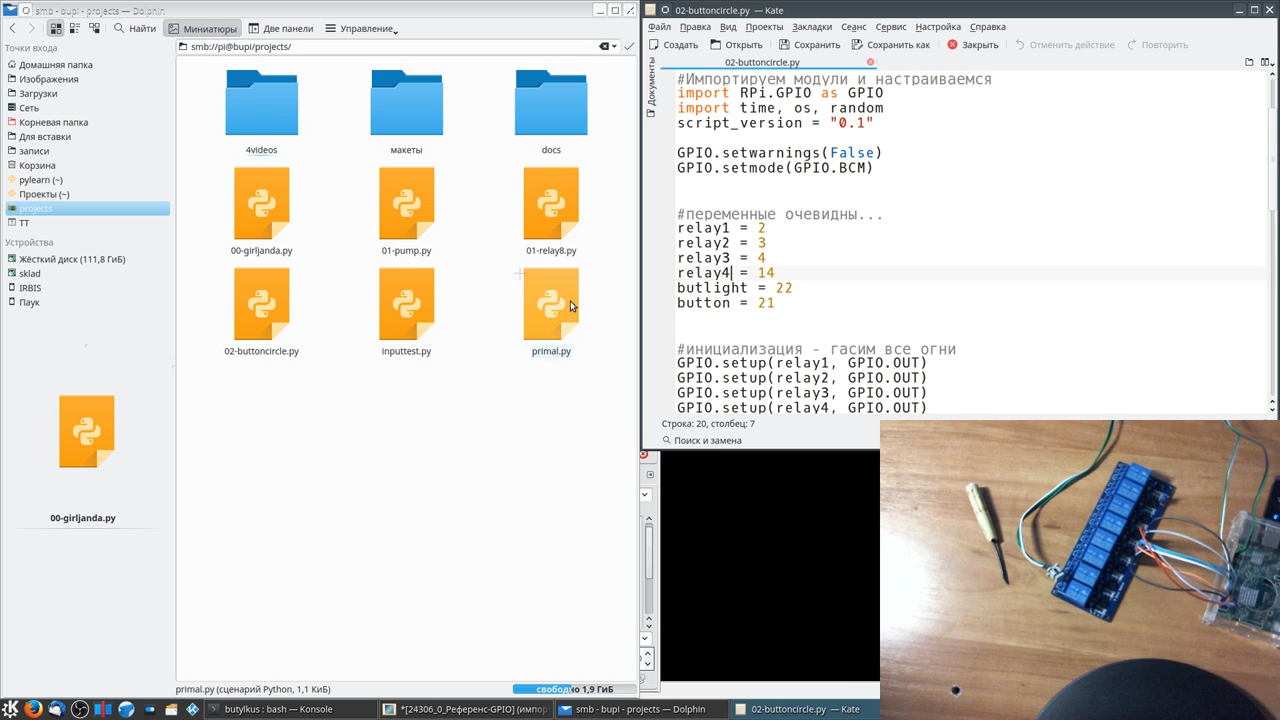 smb - bupi - projects — Dolphin
Найти
Миниатюры
Две панели
Управление
Точки входа
smb://pi@bupi/projects/
Домашняя папка
Изображения
Загрузки
Сеть
Корневая папка
Для вставки
записи
Корзина
pylearn (~)
Проекты (~)
projects
TT
Устройства
Жёсткий диск (111,8 ГиБ)
sklad
IRBIS
Паук
00-girljanda.py
4videos
макеты
docs
00-girljanda.py
01-pump.py
01-relay8.py
02-buttoncircle.py
inputtest.py
primal.py
primal.py (сценарий Python, 1,1 КиБ)
свободно 1,9 ГиБ
02-buttoncircle.py — Kate
Файл
Правка
Вид
Проекты
Закладки
Сеанс
Сервис
Настройка
Справка
Создать
Открыть
Сохранить
Сохранить как
Закрыть
Отменить действие
Повторить
02-buttoncircle.py
Документы
#Импортируем модули и настраиваемся
import RPi.GPIO as GPIO
import time, os, random
script_version = "0.1"
GPIO.setwarnings(False)
GPIO.setmode(GPIO.BCM)
#переменные очевидны...
relay1 = 2
relay2 = 3
relay3 = 4
relay4 = 14
butlight = 22
button = 21
#инициализация - гасим все огни
GPIO.setup(relay1, GPIO.OUT)
GPIO.setup(relay2, GPIO.OUT)
GPIO.setup(relay3, GPIO.OUT)
GPIO.setup(relay4, GPIO.OUT)
Строка: 20, столбец: 7
Поиск и замена
butylkus : bash — Konsole
*[24306_0_Референс-GPIO] (импор
smb - bupi - projects — Dolphin
02-buttoncircle.py — Kate